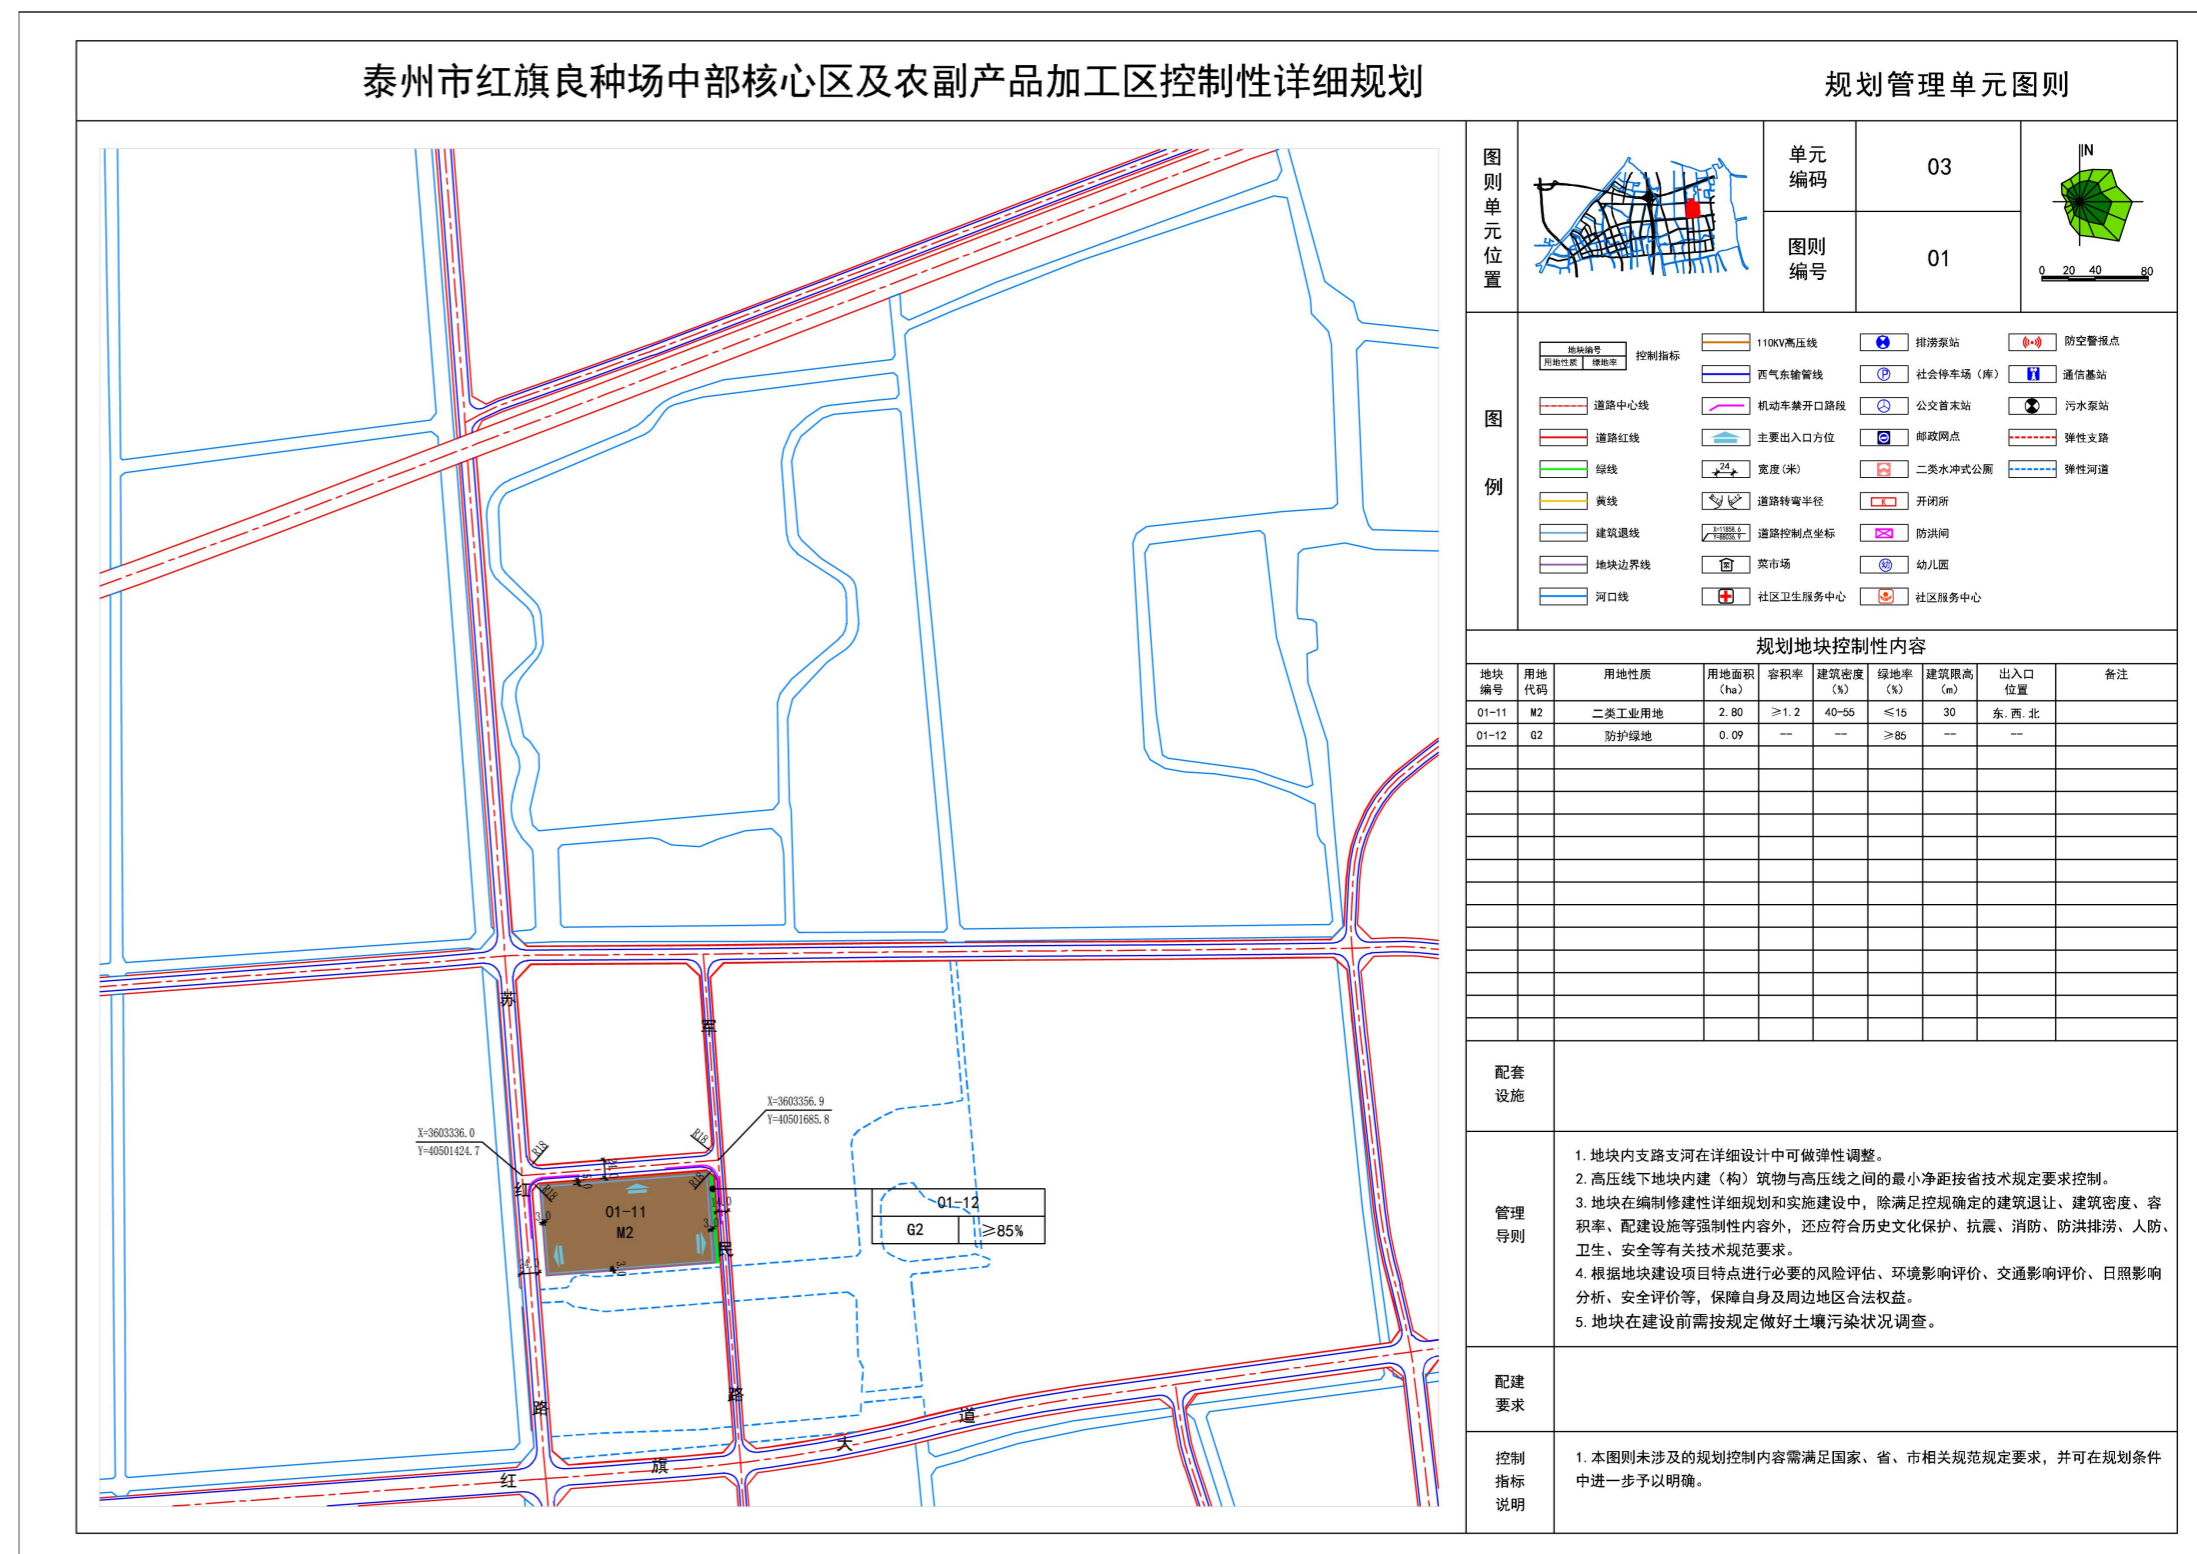 泰州市红旗良种场中部核心区及农副产品加工区控制性详细规划
规划管理单元图则
图则单元位置
单元编码
03
图则编号
01
N
0 20 40 80
图例
地块编号
用地性质 绿地率
控制指标
道路中心线
道路红线
绿线
黄线
建筑退线
地块边界线
河口线
110KV高压线
西气东输管线
机动车禁开口路段
主要出入口方位
24
宽度(米)
道路转弯半径
X=11858.6
Y=88036.9
道路控制点坐标
菜
菜市场
社区卫生服务中心
排涝泵站
P
社会停车场（库）
公交首末站
邮政网点
二类水冲式公厕
K
开闭所
防洪闸
幼
幼儿园
社区服务中心
防空警报点
通信基站
污水泵站
弹性支路
弹性河道
规划地块控制性内容
地块编号 用地代码 用地性质 用地面积（ha） 容积率 建筑密度（%） 绿地率（%） 建筑限高（m） 出入口位置 备注
01-11 M2 二类工业用地 2.80 ≥1.2 40-55 ≤15 30 东.西.北
01-12 G2 防护绿地 0.09 -- -- ≥85 -- --
配套设施
管理导则
1. 地块内支路支河在详细设计中可做弹性调整。
2. 高压线下地块内建（构）筑物与高压线之间的最小净距按省技术规定要求控制。
3. 地块在编制修建性详细规划和实施建设中，除满足控规确定的建筑退让、建筑密度、容
积率、配建设施等强制性内容外，还应符合历史文化保护、抗震、消防、防洪排涝、人防、
卫生、安全等有关技术规范要求。
4. 根据地块建设项目特点进行必要的风险评估、环境影响评价、交通影响评价、日照影响
分析、安全评价等，保障自身及周边地区合法权益。
5. 地块在建设前需按规定做好土壤污染状况调查。
配建要求
控制指标说明
1. 本图则未涉及的规划控制内容需满足国家、省、市相关规范规定要求，并可在规划条件
中进一步予以明确。
苏
红
路
军
民
路
红
旗
大
道
X=3603336.0
Y=40501424.7
X=3603356.9
Y=40501685.8
R18
R18
R18
R18
3.0
3.0
3.0
01-11
M2
01-12
G2 ≥85%